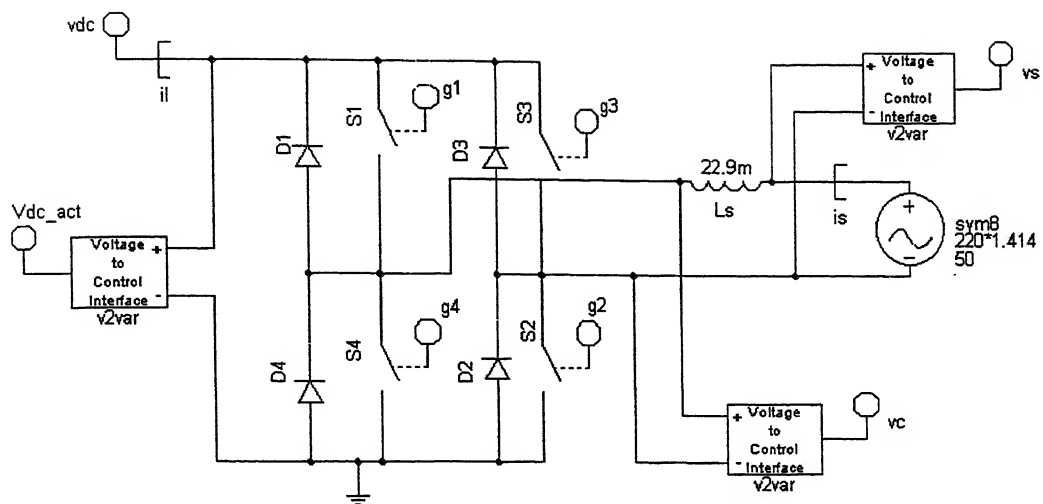 vdc
il
D1
S1
g1
D3
S3
g3
Voltage
to
Control
Interface
v2var
+
-
vs
22.9m
Ls
is
+
-
sym8
220*1.414
50
Vdc_act
Voltage
to
Control
Interface
v2var
+
-
D4
S4
g4
D2
S2
g2
+
-
Voltage
to
Control
Interface
v2var
vc